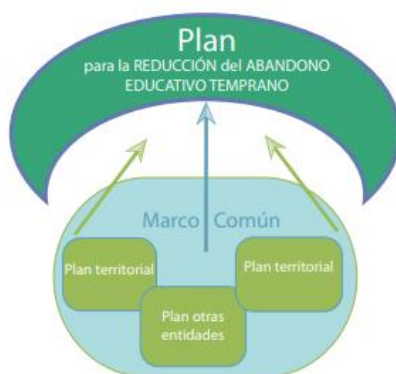 Plan
para la REDUCCIÓN del ABANDONO
EDUCATIVO TEMPRANO
Marco Común
Plan territorial
Plan territorial
Plan otras
entidades